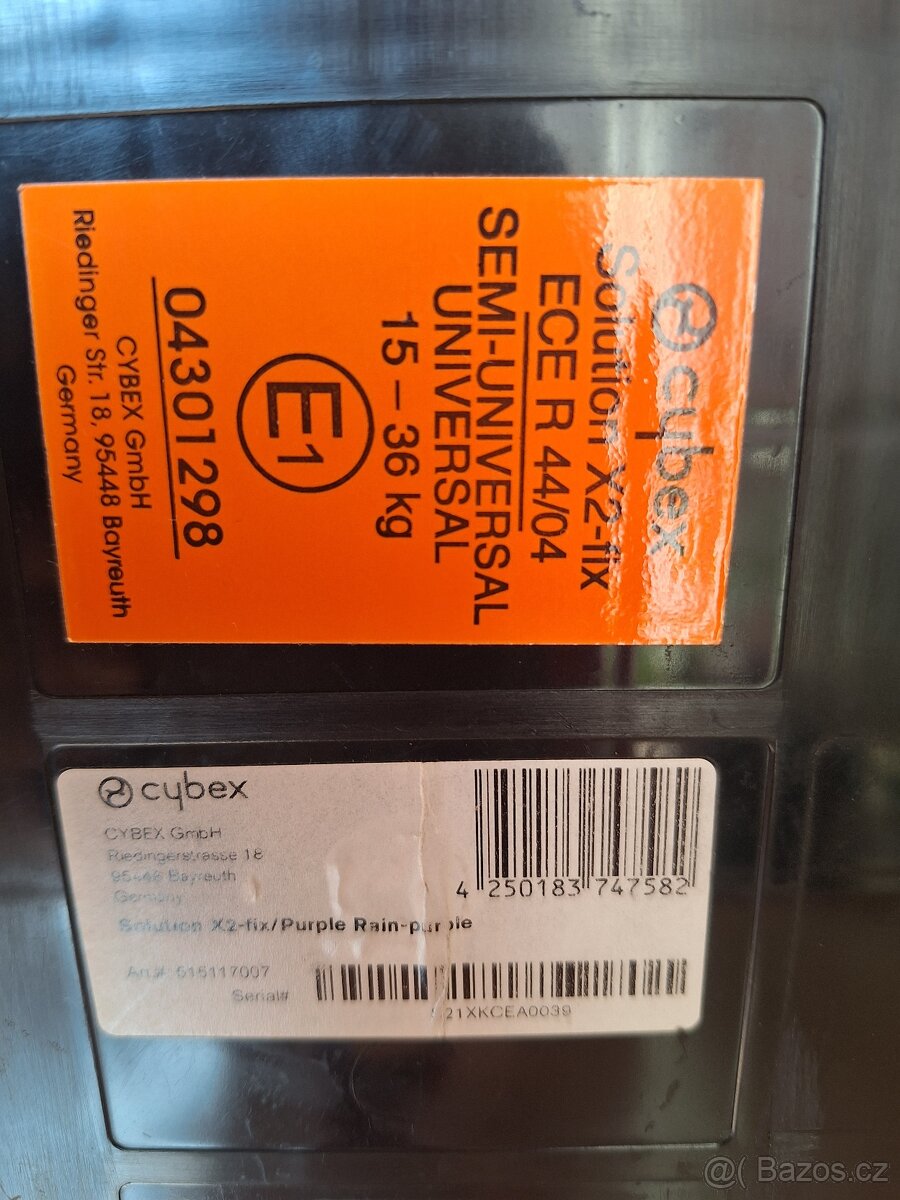 cybex
Solution X2-fix
ECE R 44/04
SEMI-UNIVERSAL
UNIVERSAL
15 – 36 kg
E1
04301298
CYBEX GmbH
Riedinger Str. 18, 95448 Bayreuth
Germany
cybex
CYBEX GmbH
Riedingerstrasse 18
95448 Bayreuth
Germany
Solution X2-fix/Purple Rain-purple
4 250183 747582
Art.#: 515117007
Serial#
21XKCEA0039
@( Bazos.cz